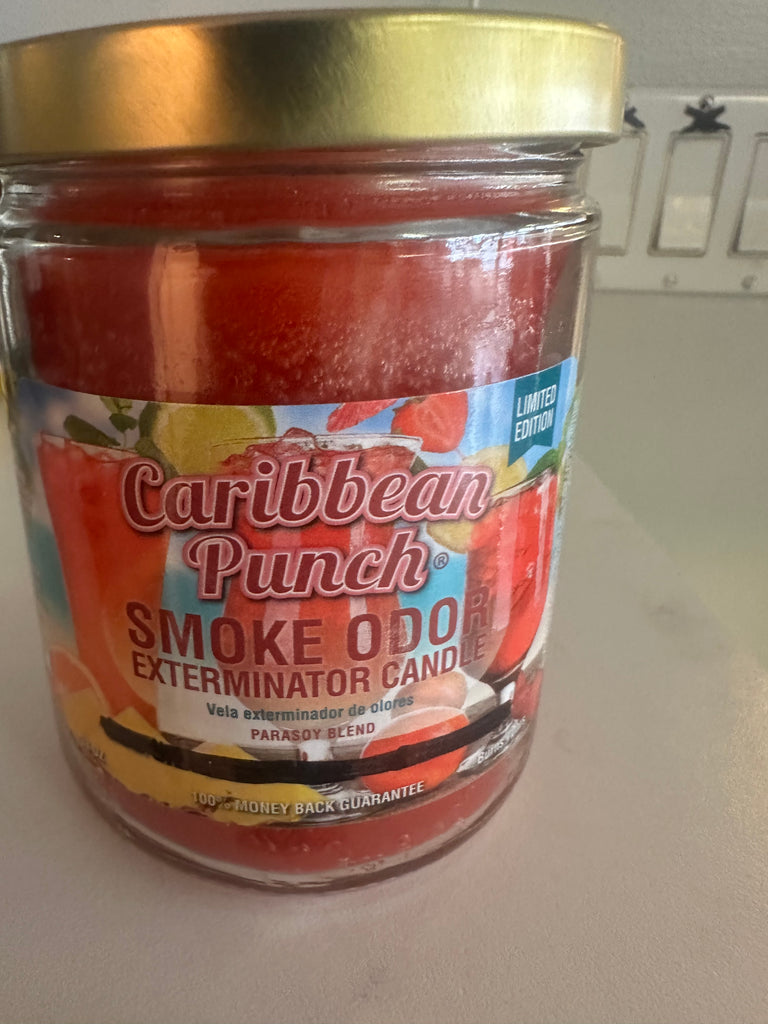 LIMITED
EDITION
Caribbean
Punch®
SMOKE ODOR
EXTERMINATOR CANDLE
Vela exterminador de olores
PARASOY BLEND
100% MONEY BACK GUARANTEE